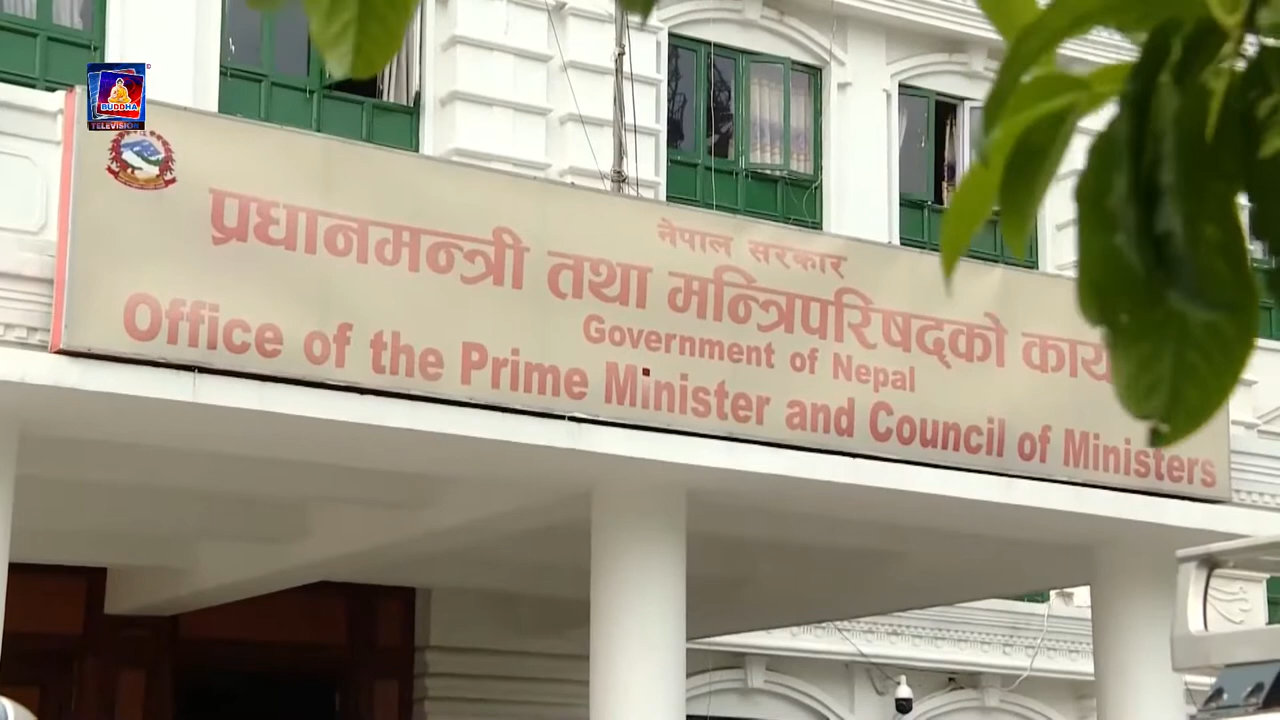 BUDDHA
TELEVISION
नेपाल सरकार
प्रधानमन्त्री तथा मन्त्रिपरिषद्को
Government of Nepal
Office of the Prime Minister and Council of Ministers